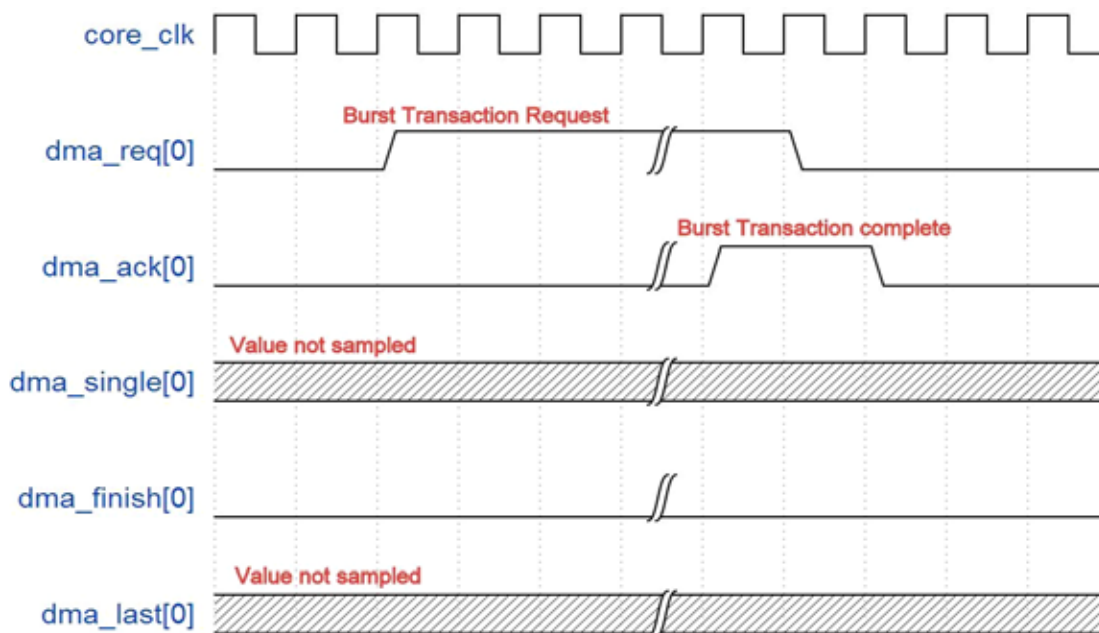 core_clk
Burst Transaction Request
dma_req[0]
Burst Transaction complete
dma_ack[0]
Value not sampled
dma_single[0]
dma_finish[0]
Value not sampled
dma_last[0]